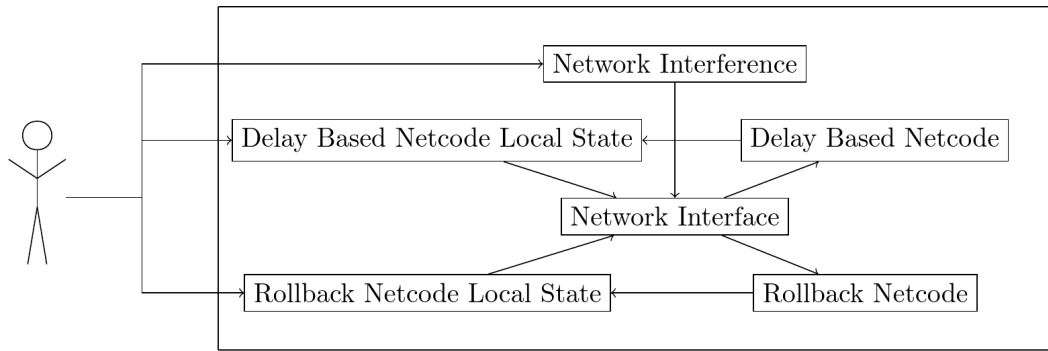 Network Interference
Delay Based Netcode Local State
Delay Based Netcode
Network Interface
Rollback Netcode Local State
Rollback Netcode